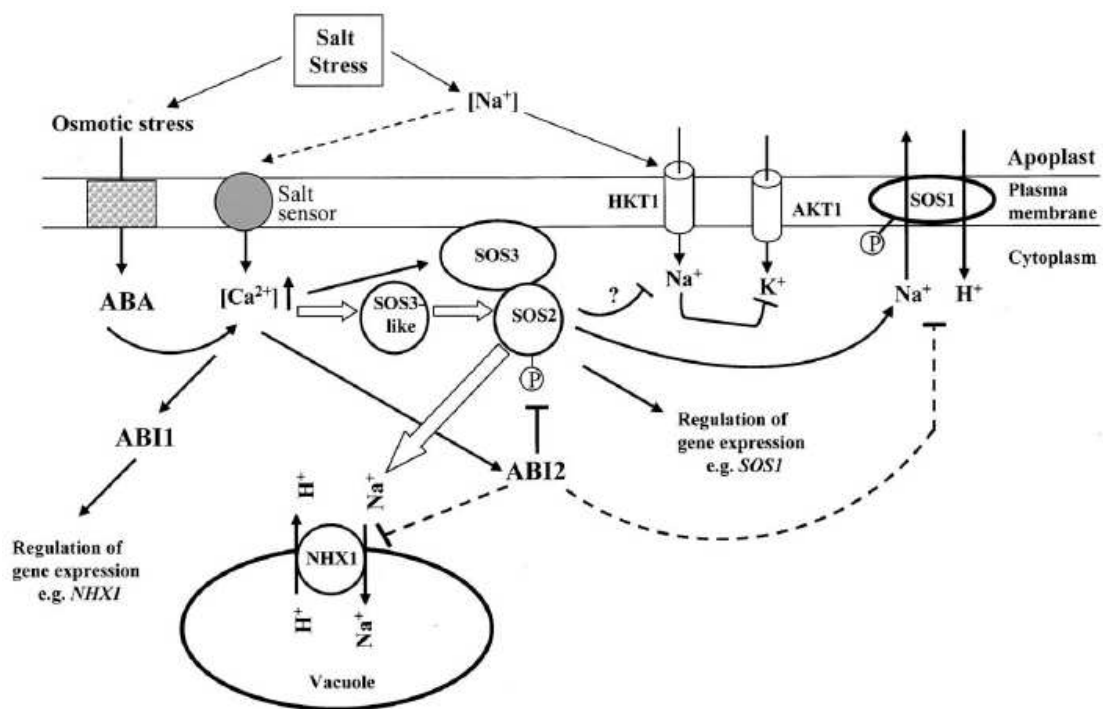 Salt
Stress
[Na⁺]
Osmotic stress
Apoplast
Salt
sensor
HKT1
AKT1
SOS1
Plasma
membrane
P
Cytoplasm
SOS3
ABA
[Ca²⁺]
Na⁺
K⁺
Na⁺
H⁺
SOS3-
like
SOS2
?
P
ABI1
Regulation of
gene expression
e.g. SOS1
ABI2
H⁺
Na⁺
Regulation of
gene expression
e.g. NHX1
NHX1
H⁺
Na⁺
Vacuole